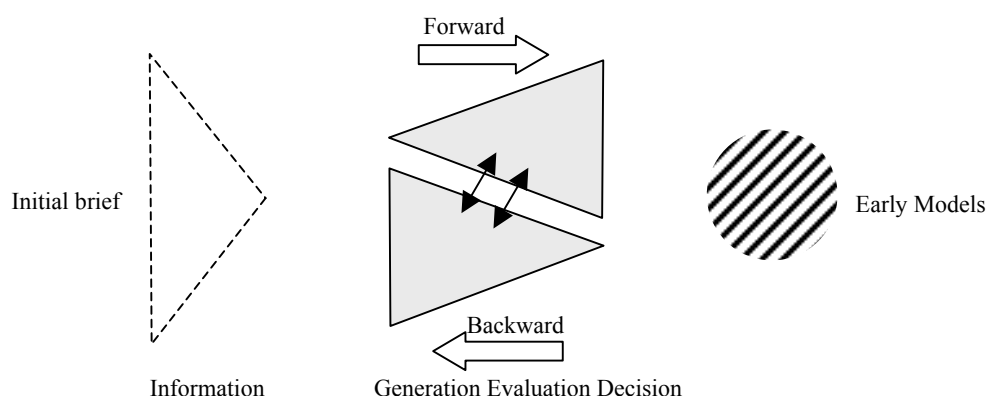 Forward
Initial brief
Early Models
Backward
Information
Generation Evaluation Decision